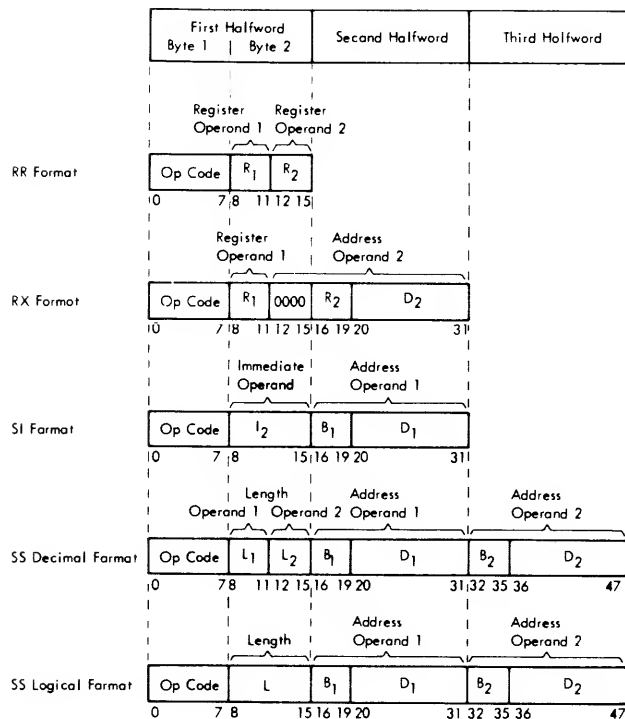 First Halfword
Byte 1 Byte 2 Second Halfword Third Halfword
Register Register
Operand 1 Operand 2
RR Format Op Code R1 R2
0 7 8 11 12 15
Register Address
Operand 1 Operand 2
RX Format Op Code R1 0000 R2 D2
0 7 8 11 12 15 16 19 20 31
Immediate Address
Operand Operand 1
SI Farmat Op Code I2 B1 D1
0 7 8 15 16 19 20 31
Length Address Address
Operand 1 Operand 2 Operand 1 Operand 2
SS Decimal Farmat Op Code L1 L2 B1 D1 B2 D2
0 7 8 11 12 15 16 19 20 31 32 35 36 47
Length Address Address
Operand 1 Operand 2
SS Logical Farmat Op Code L B1 D1 B2 D2
0 7 8 15 16 19 20 31 32 35 36 47